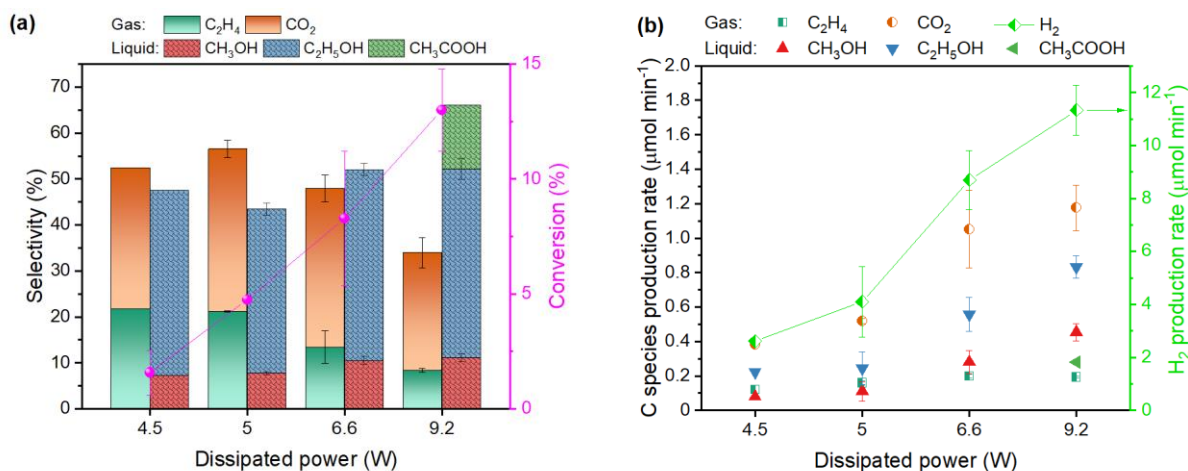 (a)
Gas: C₂H₄ CO₂
Liquid: CH₃OH C₂H₅OH CH₃COOH
Selectivity (%)
70
60
50
40
30
20
10
0
15
10
5
0
Conversion (%)
4.5 5 6.6 9.2
Dissipated power (W)
(b)
Gas: C₂H₄ CO₂ H₂
Liquid: CH₃OH C₂H₅OH CH₃COOH
C species production rate (μmol min⁻¹)
2.0
1.8
1.6
1.4
1.2
1.0
0.8
0.6
0.4
0.2
0
12
10
8
6
4
2
0
H₂ production rate (μmol min⁻¹)
4.5 5 6.6 9.2
Dissipated power (W)